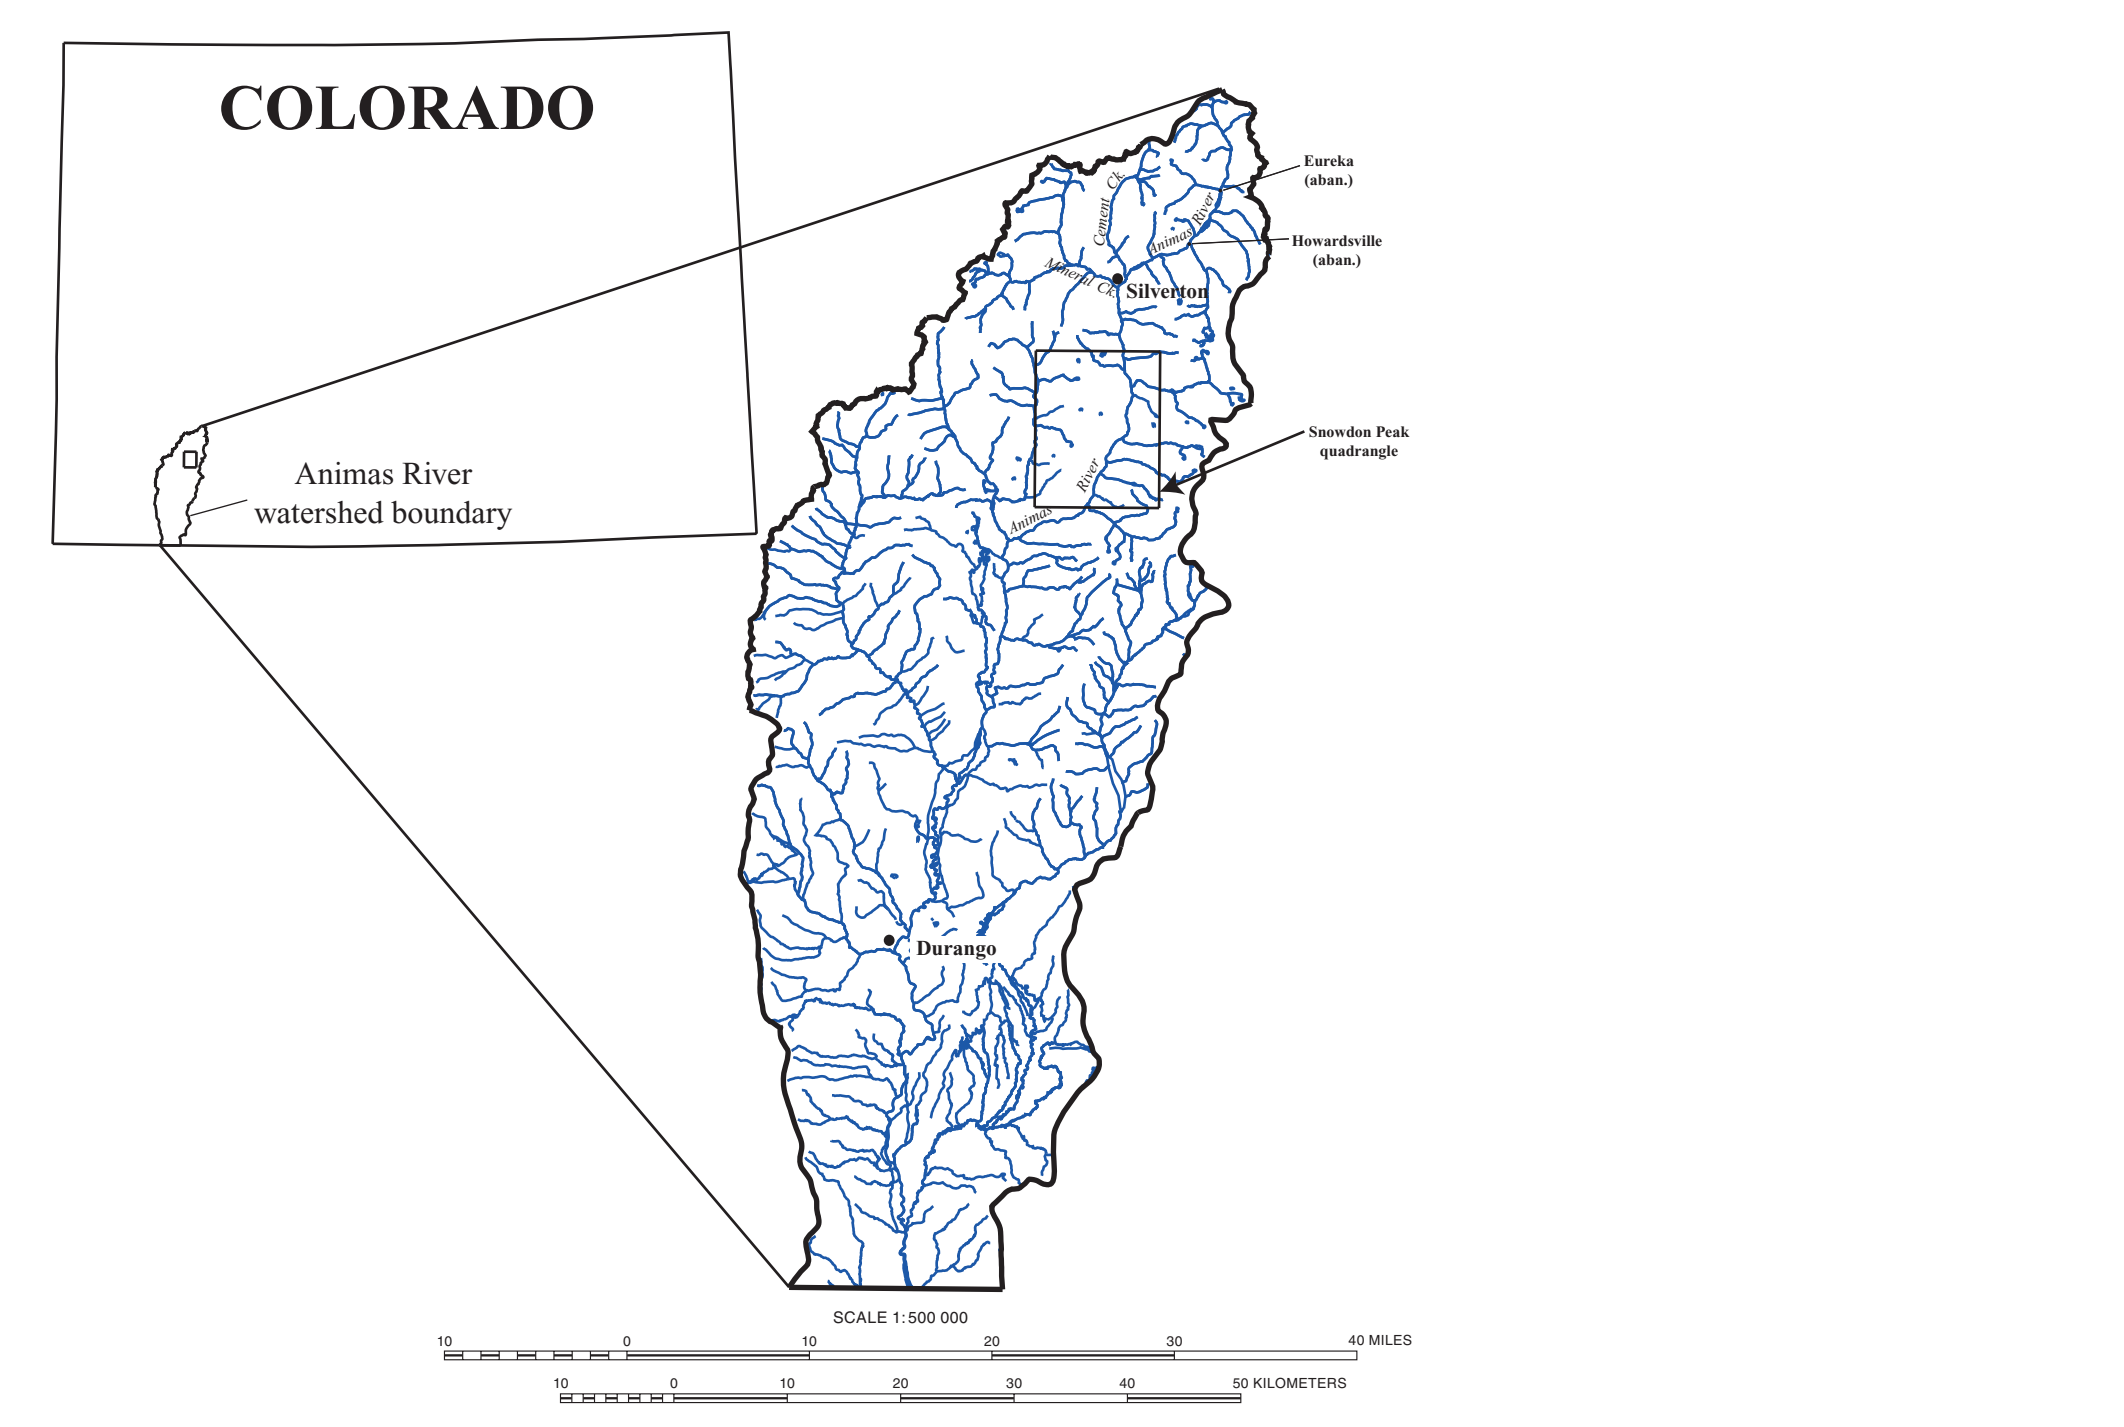 COLORADO
Animas River
watershed boundary
Eureka
(aban.)
Cement Ck.
Animas River
Howardsville
(aban.)
Mineral Ck.
Silverton
Snowdon Peak
quadrangle
Animas River
Durango
SCALE 1:500 000
10 0 10 20 30 40 MILES
10 0 10 20 30 40 50 KILOMETERS